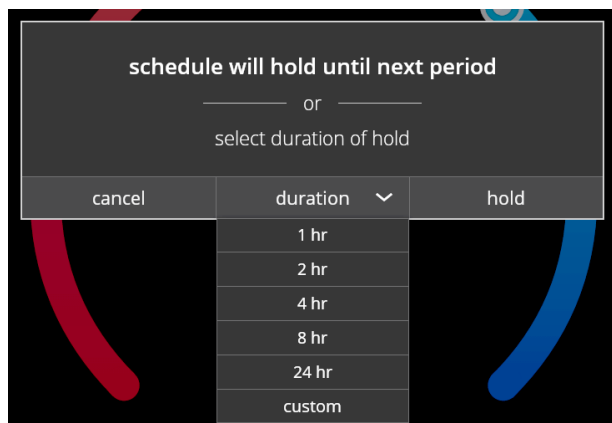 schedule will hold until next period
or
select duration of hold
cancel
duration
hold
1 hr
2 hr
4 hr
8 hr
24 hr
custom